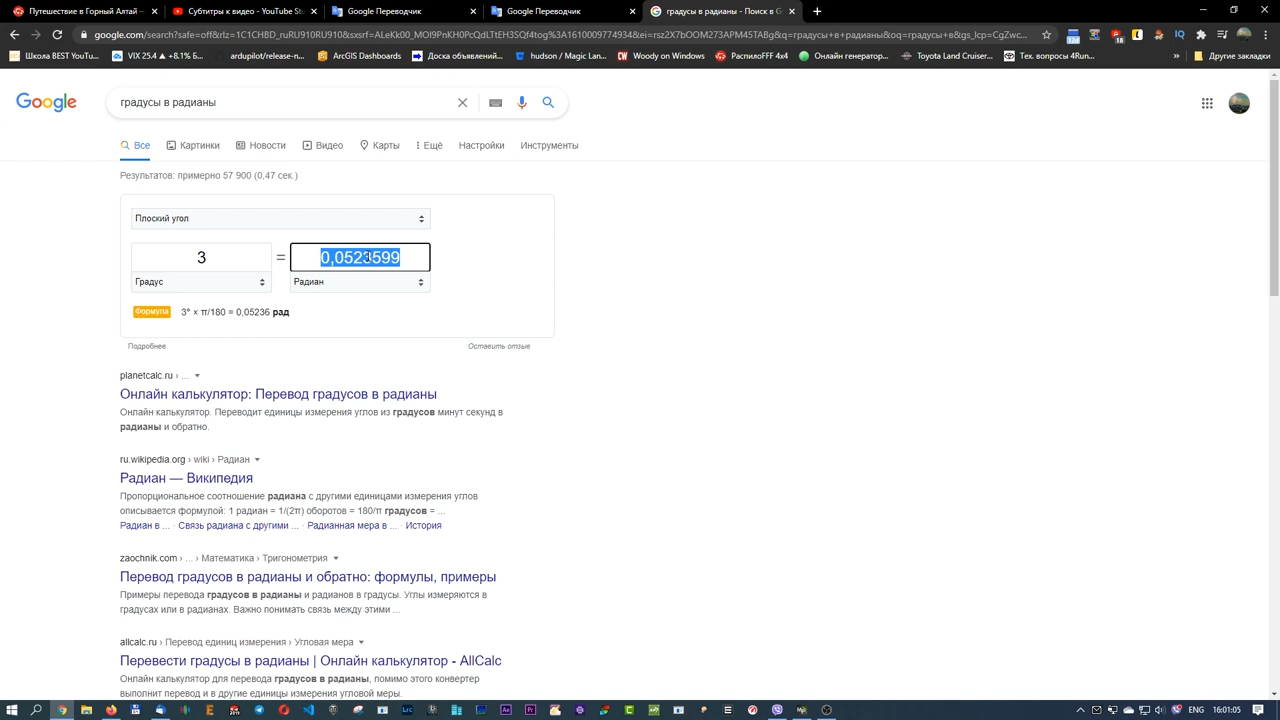 градусы в рад...
YouTube Studio
Google Переводчик
градусы в радианы - Поиск в G
google.com/search?safe=off&rlz=1C1CHBD_ruRU910RU910&sxsrf=ALeKk00_MOI9PnKH0PcQdLTtEH3SQf4tog%3A1610009774934&ei=rsz2X7bOOM273APM45TABg&q=градусы+в+радианы&oq=градусы+в&gs_lcp=CgZwc...
Школа BEST YouTu...
VIX 25.4 ▲ +8.1% Б...
ardupilot/release-n...
ArcGIS Dashboards
Доска объявлений...
hudson / Magic Lan...
Woody on Windows
РаспилOFFF 4x4
Онлайн генератор...
Toyota Land Cruiser...
Тех. вопросы 4Run...
»
Другие закладки
Google
градусы в радианы
Все
Картинки
Новости
Видео
Карты
Ещё
Настройки
Инструменты
Результатов: примерно 57 900 (0,47 сек.)
Плоский угол
3 = 0,0523599
Градус
Радиан
Формула 3° × π/180 = 0,05236 рад
Подробнее
Оставить отзыв
planetcalc.ru › ...
Онлайн калькулятор: Перевод градусов в радианы
Онлайн калькулятор. Переводит единицы измерения углов из градусов минут секунд в
радианы и обратно.
ru.wikipedia.org › wiki › Радиан
Радиан — Википедия
Пропорциональное соотношение радиана с другими единицами измерения углов
описывается формулой: 1 радиан = 1/(2π) оборотов = 180/π градусов = ...
Радиан в ... · Связь радиана с другими ... · Радианная мера в ... · История
zaochnik.com › ... › Математика › Тригонометрия
Перевод градусов в радианы и обратно: формулы, примеры
Примеры перевода градусов в радианы и радианов в градусы. Углы измеряются в
градусах или в радианах. Важно понимать связь между этими ...
allcalc.ru › Перевод единиц измерения › Угловая мера
Перевести градусы в радианы | Онлайн калькулятор - AllCalc
Онлайн калькулятор для перевода градусов в радианы, помимо этого конвертер
выполнит перевод и в другие единицы измерения угловой меры.
РУС
16:01:05